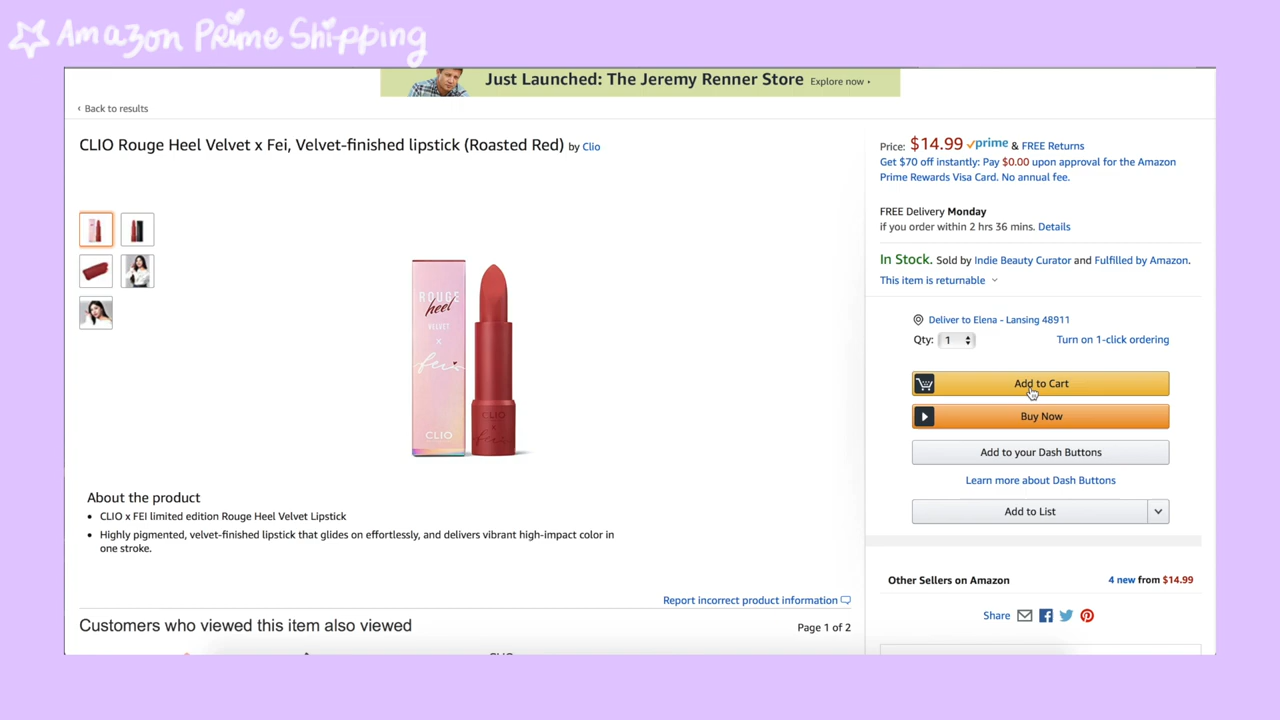 Amazon Prime Shipping
Just Launched: The Jeremy Renner Store Explore now ▸
‹ Back to results
CLIO Rouge Heel Velvet x Fei, Velvet-finished lipstick (Roasted Red) by Clio
Price: $14.99 prime & FREE Returns
Get $70 off instantly: Pay $0.00 upon approval for the Amazon
Prime Rewards Visa Card. No annual fee.
FREE Delivery Monday
if you order within 2 hrs 36 mins. Details
In Stock. Sold by Indie Beauty Curator and Fulfilled by Amazon.
This item is returnable
Deliver to Elena - Lansing 48911
Qty: 1 Turn on 1-click ordering
Add to Cart
Buy Now
Add to your Dash Buttons
Learn more about Dash Buttons
Add to List
ROUGE
heel
VELVET
X
fei
CLIO
CLIO
X
fei
About the product
• CLIO x FEI limited edition Rouge Heel Velvet Lipstick
• Highly pigmented, velvet-finished lipstick that glides on effortlessly, and delivers vibrant high-impact color in
one stroke.
Report incorrect product information
Other Sellers on Amazon 4 new from $14.99
Share
Customers who viewed this item also viewed Page 1 of 2